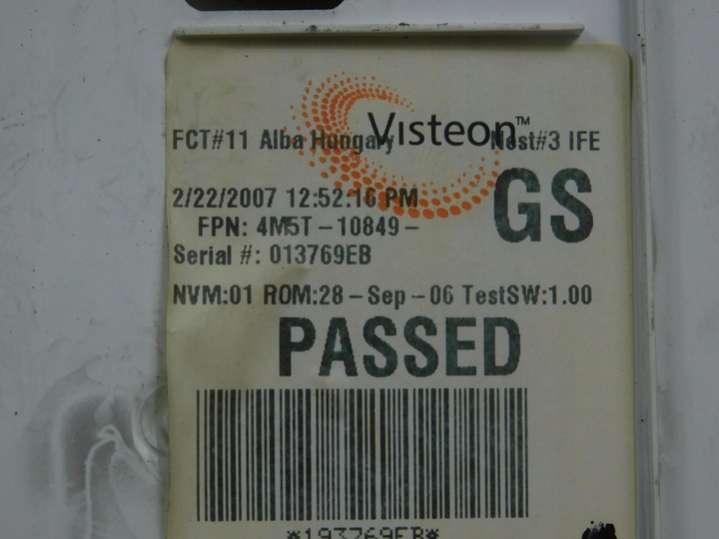 Visteon™
FCT#11 Alba Hungary Nest#3 IFE
2/22/2007 12:52:16 PM
GS
FPN: 4M5T-10849-
Serial #: 013769EB
NVM:01 ROM:28-Sep-06 TestSW:1.00
PASSED